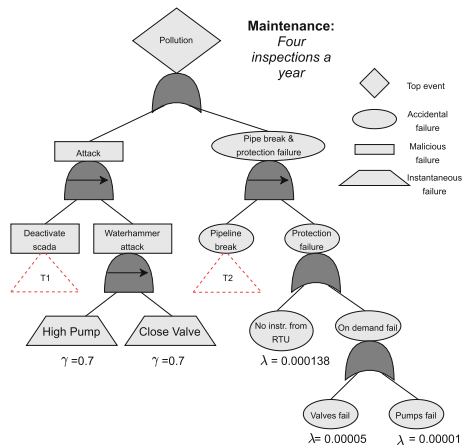 Maintenance:
Four
inspections a
year
Pollution
Top event
Accidental
failure
Malicious
failure
Instantaneous
failure
Attack
Pipe break &
protection failure
Deactivate
scada
Waterhammer
attack
Pipeline
break
Protection
failure
T1
T2
High Pump
Close Valve
No instr. from
RTU
On demand fail
γ =0.7
γ =0.7
λ = 0.000138
Valves fail
Pumps fail
λ= 0.00005
λ = 0.00001